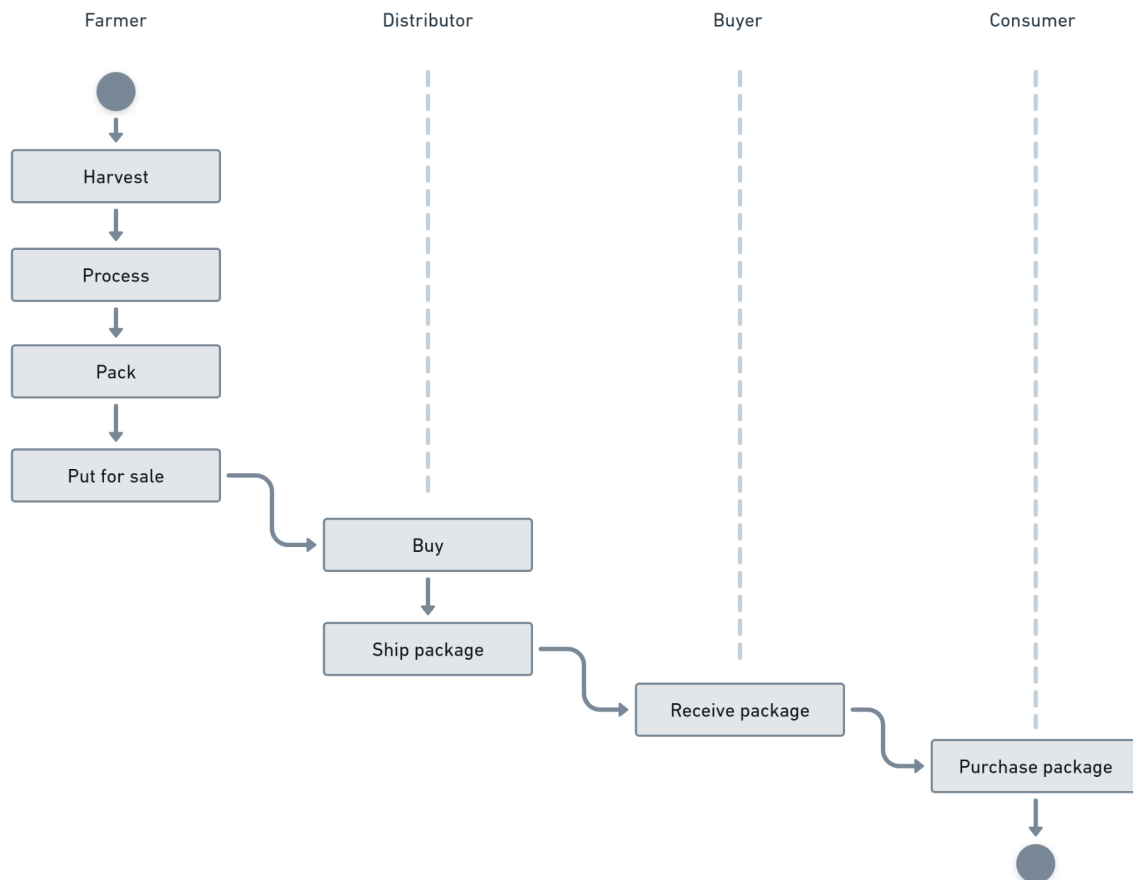 Farmer
Distributor
Buyer
Consumer
Harvest
Process
Pack
Put for sale
Buy
Ship package
Receive package
Purchase package